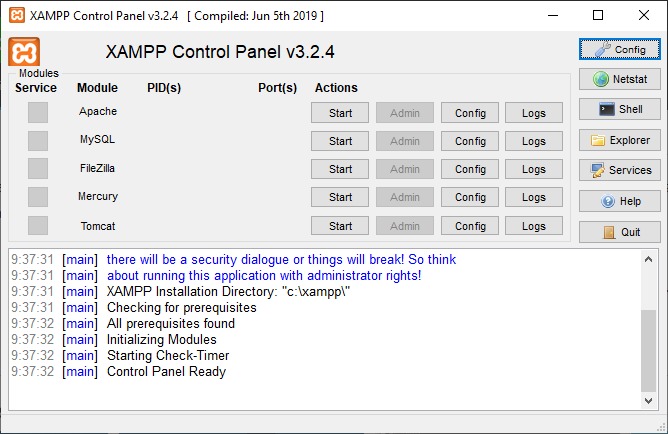 XAMPP Control Panel v3.2.4 [ Compiled: Jun 5th 2019 ]
XAMPP Control Panel v3.2.4
Config
Modules
Service Module PID(s) Port(s) Actions
Netstat
Apache Start Admin Config Logs
Shell
MySQL Start Admin Config Logs
Explorer
FileZilla Start Admin Config Logs
Services
Mercury Start Admin Config Logs
Help
Tomcat Start Admin Config Logs
Quit
9:37:31 [main] there will be a security dialogue or things will break! So think
9:37:31 [main] about running this application with administrator rights!
9:37:31 [main] XAMPP Installation Directory: "c:\xampp\"
9:37:31 [main] Checking for prerequisites
9:37:32 [main] All prerequisites found
9:37:32 [main] Initializing Modules
9:37:32 [main] Starting Check-Timer
9:37:32 [main] Control Panel Ready